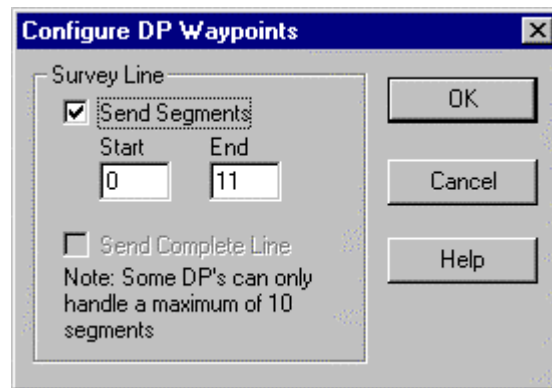 Configure DP Waypoints
Survey Line
Send Segments
Start End
0 11
Send Complete Line
Note: Some DP's can only
handle a maximum of 10
segments
OK
Cancel
Help